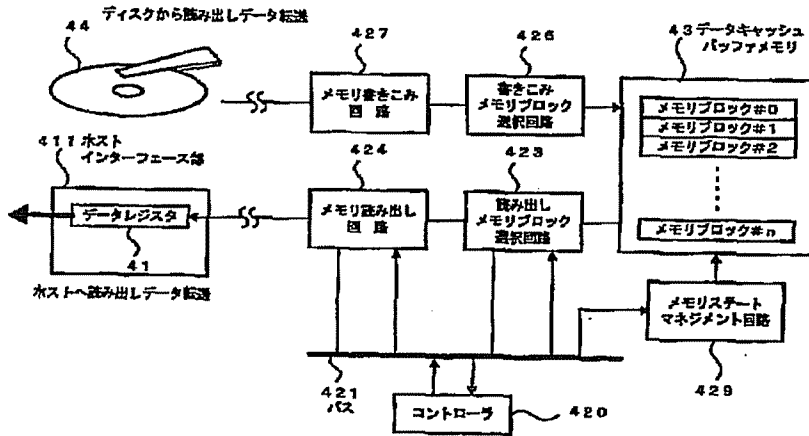 ディスクから読み出しデータ転送
44
427
426
43データキャッシュ
バッファメモリ
メモリ書きこみ
回路
書きこみ
メモリブロック
選択回路
メモリブロック#0
メモリブロック#1
メモリブロック#2
メモリブロック#n
411ホスト
インターフェース部
424
423
データレジスタ
メモリ読み出し
回路
読み出し
メモリブロック
選択回路
41
ホストへ読み出しデータ転送
メモリステート
マネジメント回路
421
バス
429
コントローラ
420